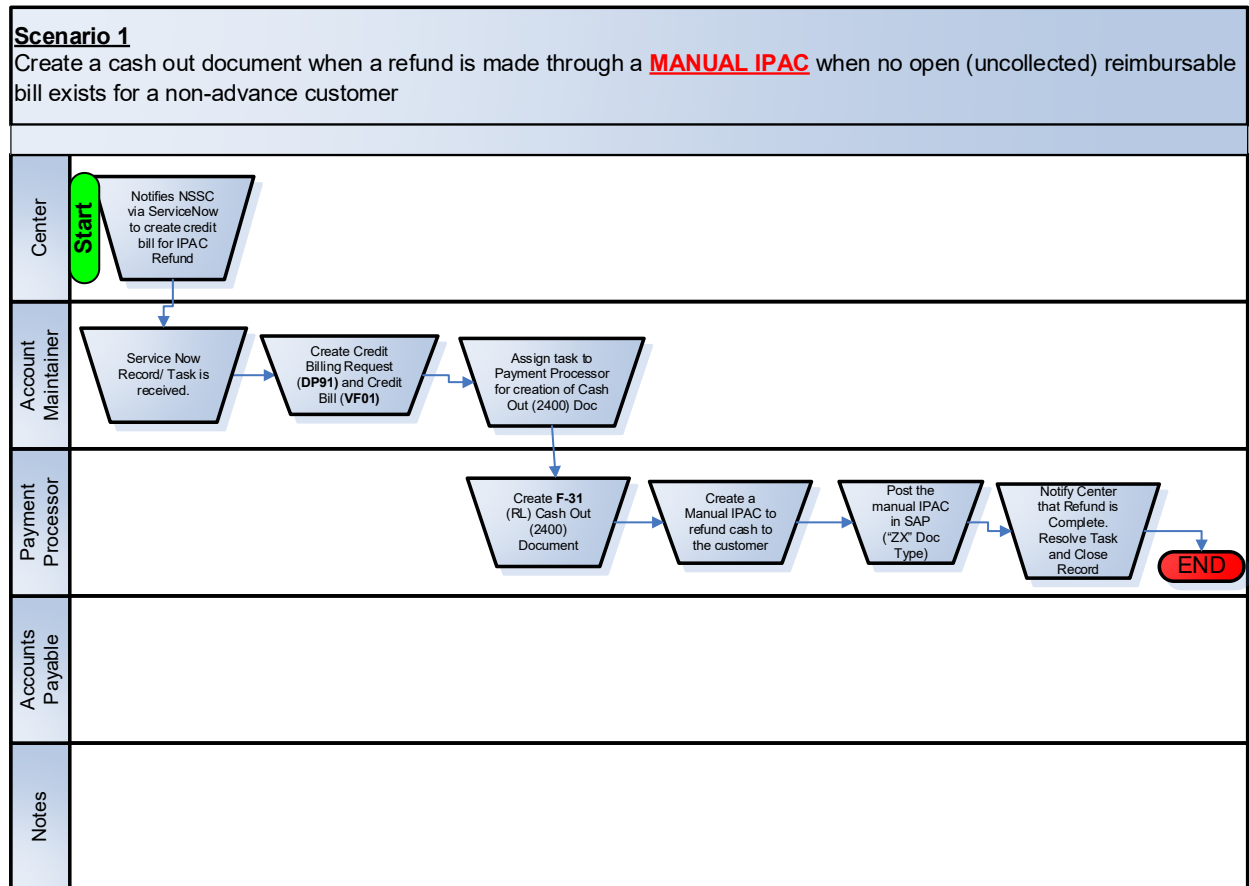 Scenario 1
Create a cash out document when a refund is made through a MANUAL IPAC when no open (uncollected) reimbursable
bill exists for a non-advance customer
Center
Start
Notifies NSSC
via ServiceNow
to create credit
bill for IPAC
Refund
Account
Maintainer
Service Now
Record/ Task is
received.
Create Credit
Billing Request
(DP91) and Credit
Bill (VF01)
Assign task to
Payment Processor
for creation of Cash
Out (2400) Doc
Payment
Processor
Create F-31
(RL) Cash Out
(2400)
Document
Create a
Manual IPAC to
refund cash to
the customer
Post the
manual IPAC
in SAP
("ZX" Doc
Type)
Notify Center
that Refund is
Complete.
Resolve Task
and Close
Record
END
Accounts
Payable
Notes